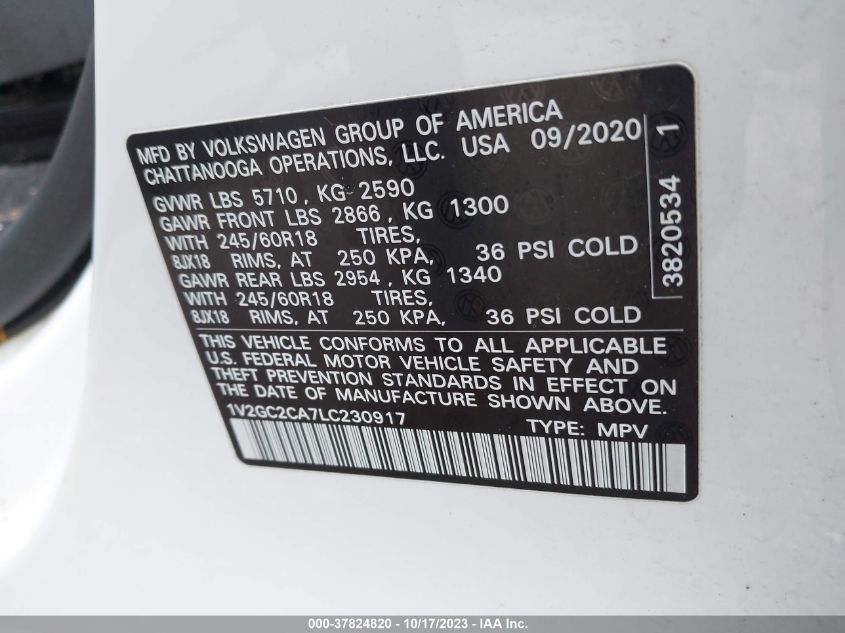 MFD BY VOLKSWAGEN GROUP OF AMERICA
CHATTANOOGA OPERATIONS, LLC. USA 09/2020
GVWR LBS 5710, KG 2590
GAWR FRONT LBS 2866, KG 1300
WITH 245/60R18 TIRES,
8JX18 RIMS, AT 250 KPA, 36 PSI COLD
GAWR REAR LBS 2954, KG 1340
WITH 245/60R18 TIRES,
8JX18 RIMS, AT 250 KPA, 36 PSI COLD
3820534 1
THIS VEHICLE CONFORMS TO ALL APPLICABLE
U.S. FEDERAL MOTOR VEHICLE SAFETY AND
THEFT PREVENTION STANDARDS IN EFFECT ON
THE DATE OF MANUFACTURE SHOWN ABOVE.
1V2GC2CA7LC230917 TYPE: MPV
000-37824820 - 10/17/2023 - IAA Inc.